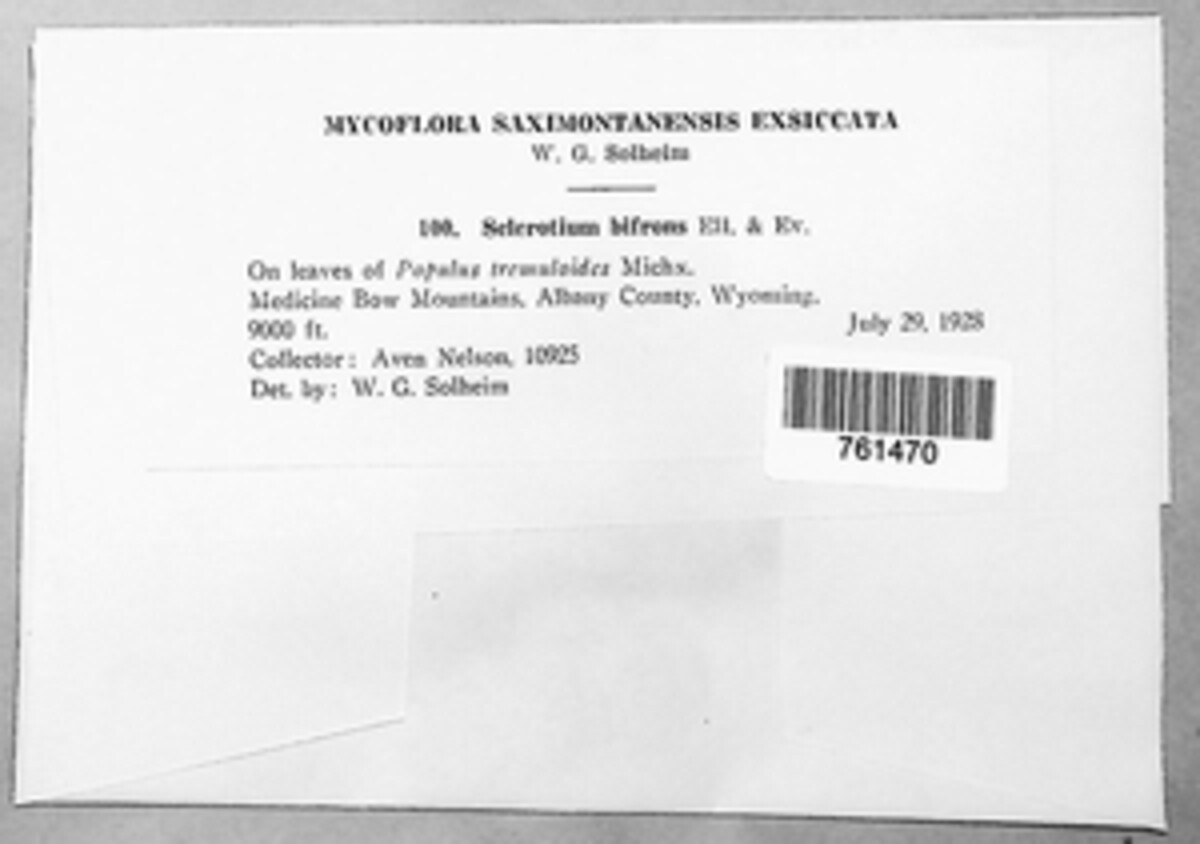 MYCOFLORA SAXIMONTANENSIS EXSICCATA
W. G. Solheim
100. Sclerotium bifrons Ell. & Ev.
On leaves of Populus tremuloides Michx.
Medicine Bow Mountains, Albany County, Wyoming.
9000 ft.
July 29, 1928
Collector: Aven Nelson, 10925
Det. by: W. G. Solheim
761470